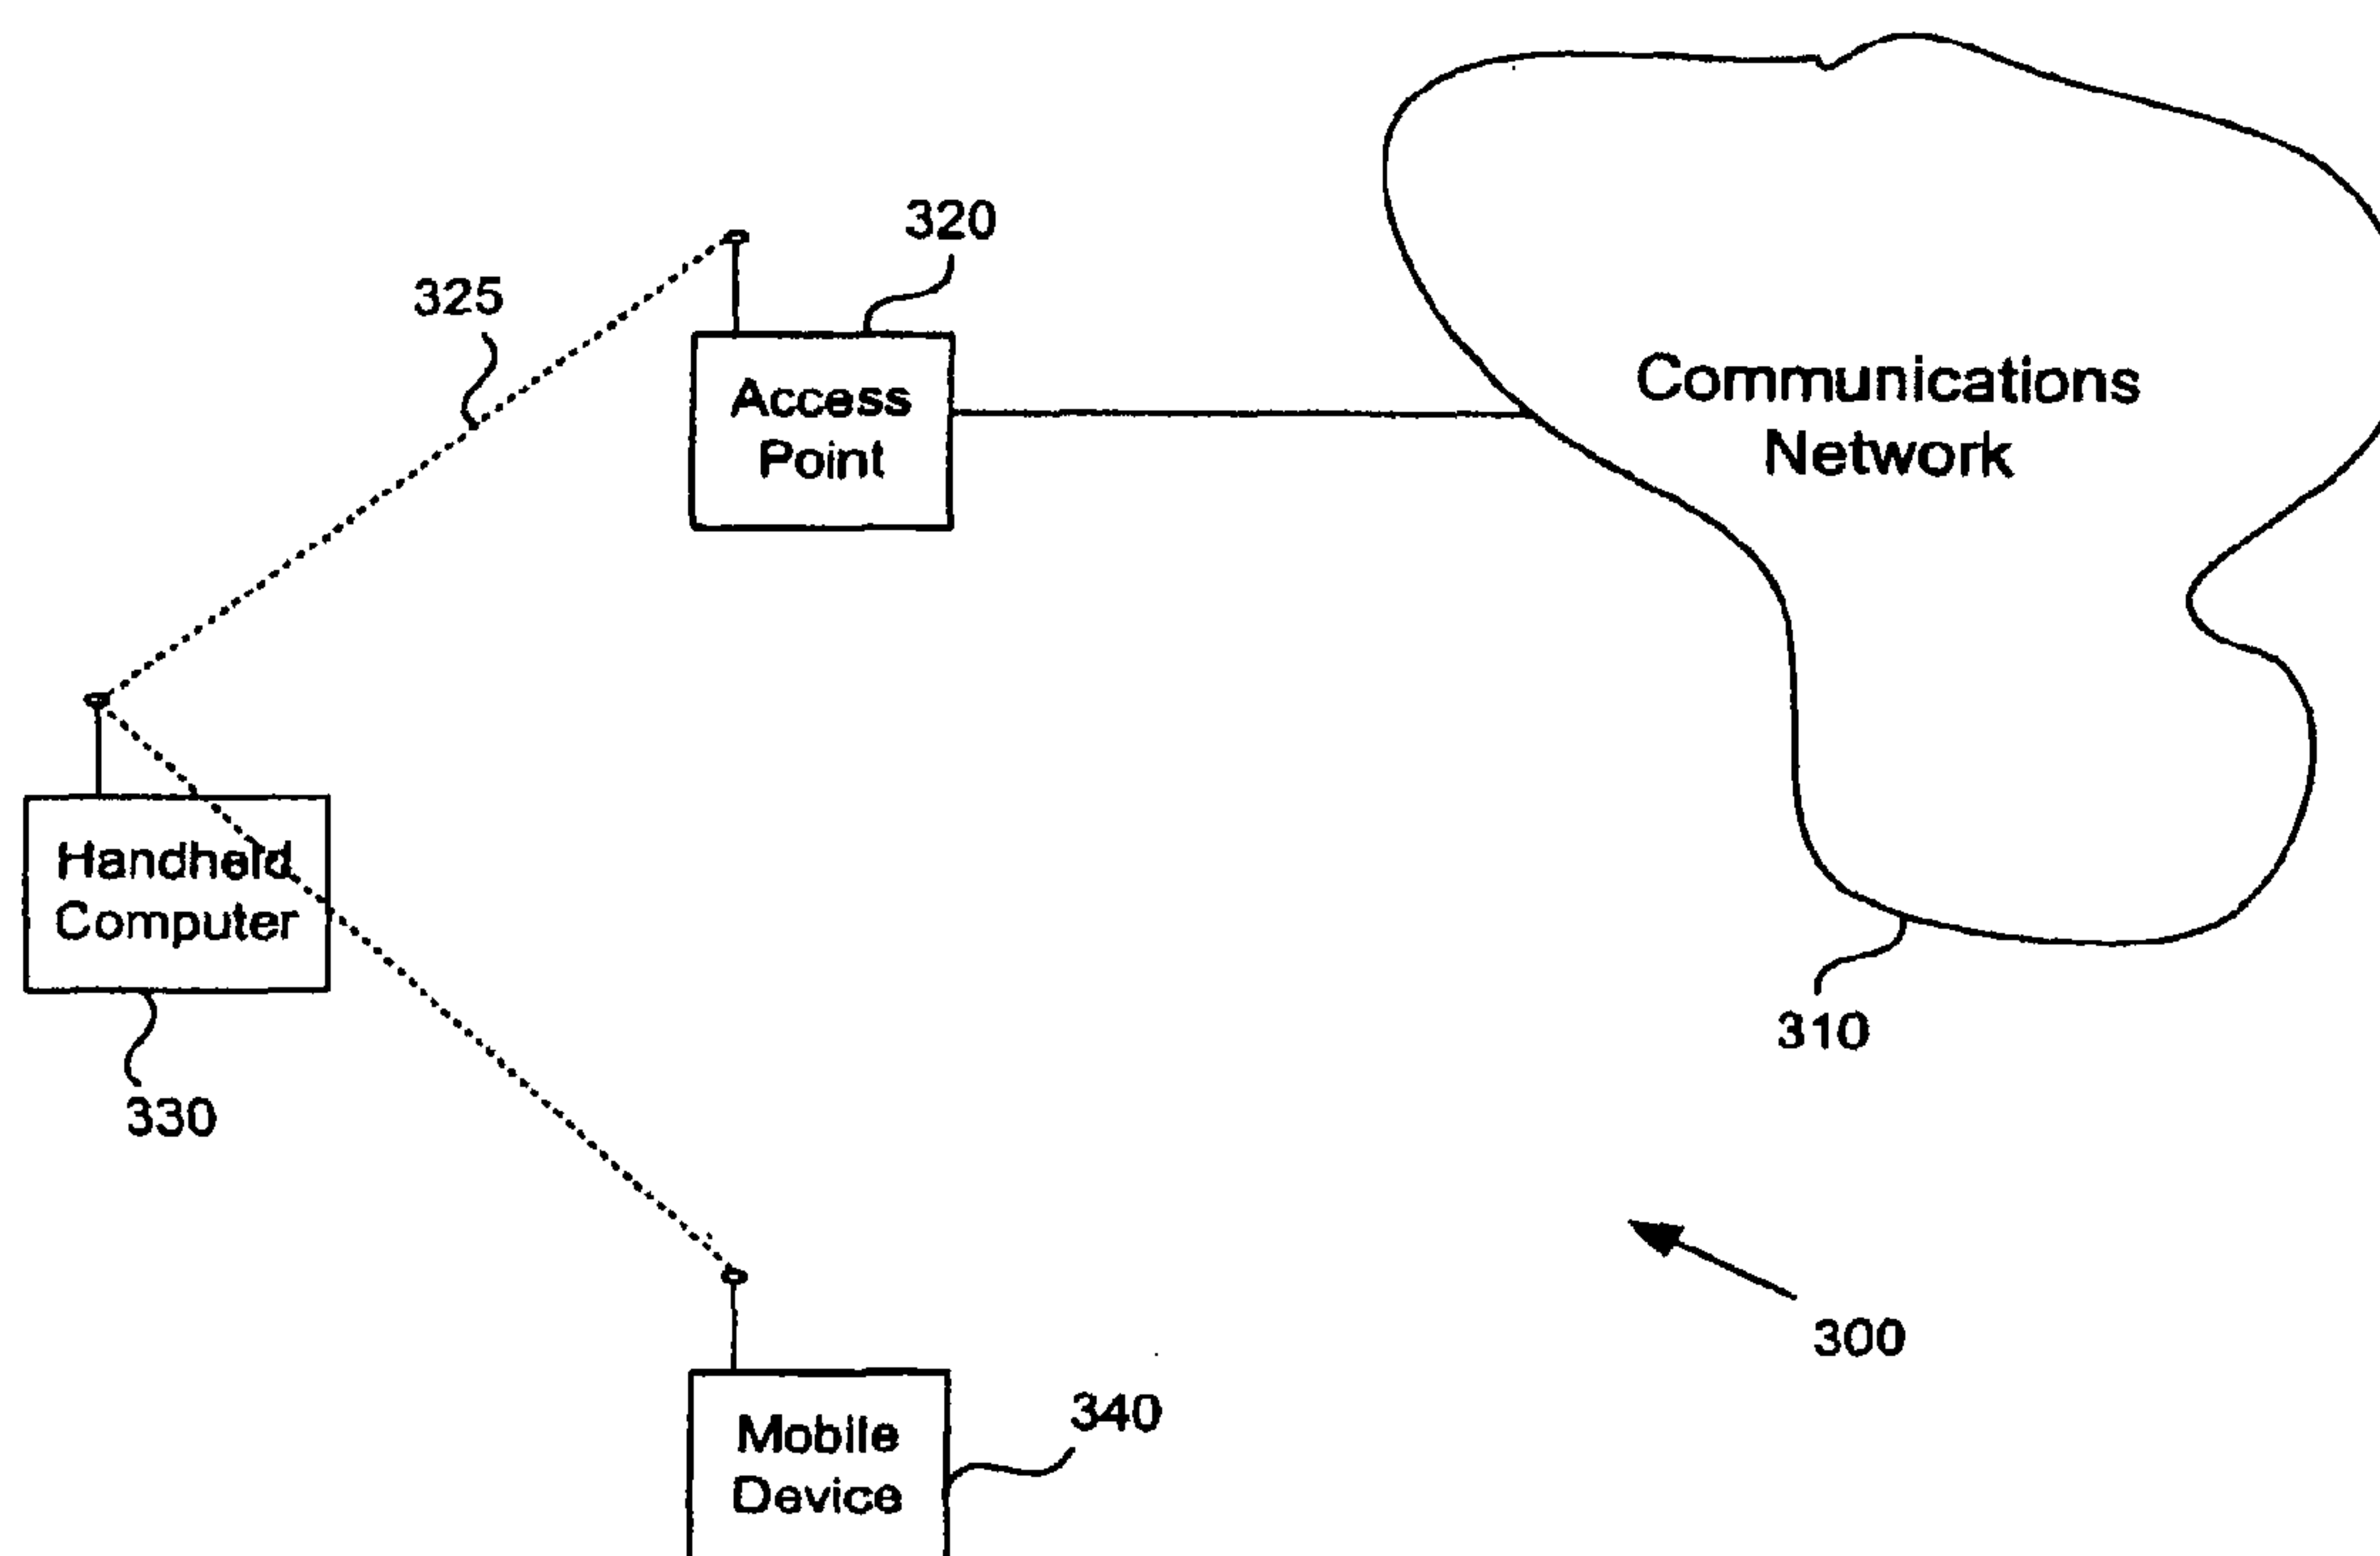 320
325
Access
Point
Communications
Network
Handheld
Computer
310
330
300
340
Mobile
Device